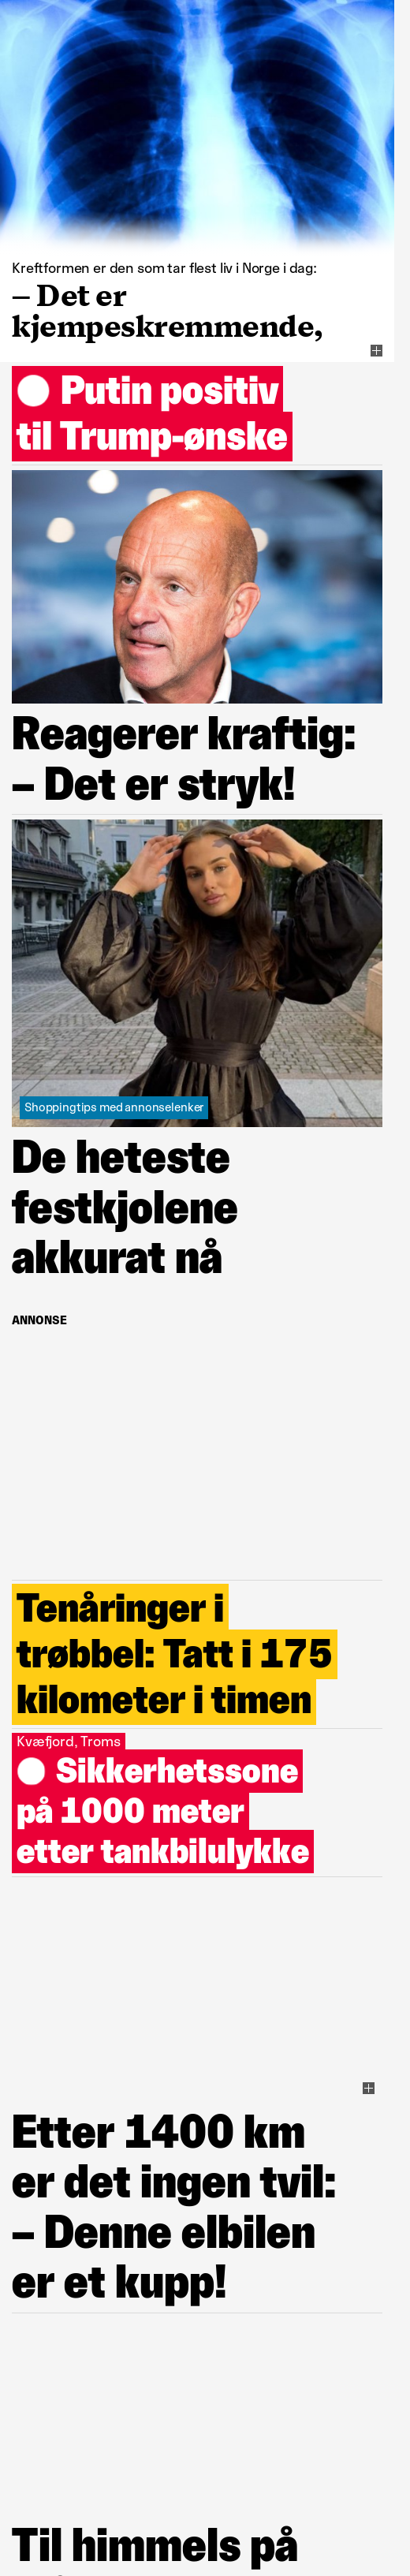 Kreftformen er den som tar flest liv i Norge i dag:
– Det er
kjempeskremmende,
Putin positiv
til Trump-ønske
Reagerer kraftig:
– Det er stryk!
Shoppingtips med annonselenker
De heteste
festkjolene
akkurat nå
ANNONSE
Tenåringer i
trøbbel: Tatt i 175
kilometer i timen
Kvæfjord, Troms
Sikkerhetssone
på 1000 meter
etter tankbilulykke
Etter 1400 km
er det ingen tvil:
– Denne elbilen
er et kupp!
Til himmels på